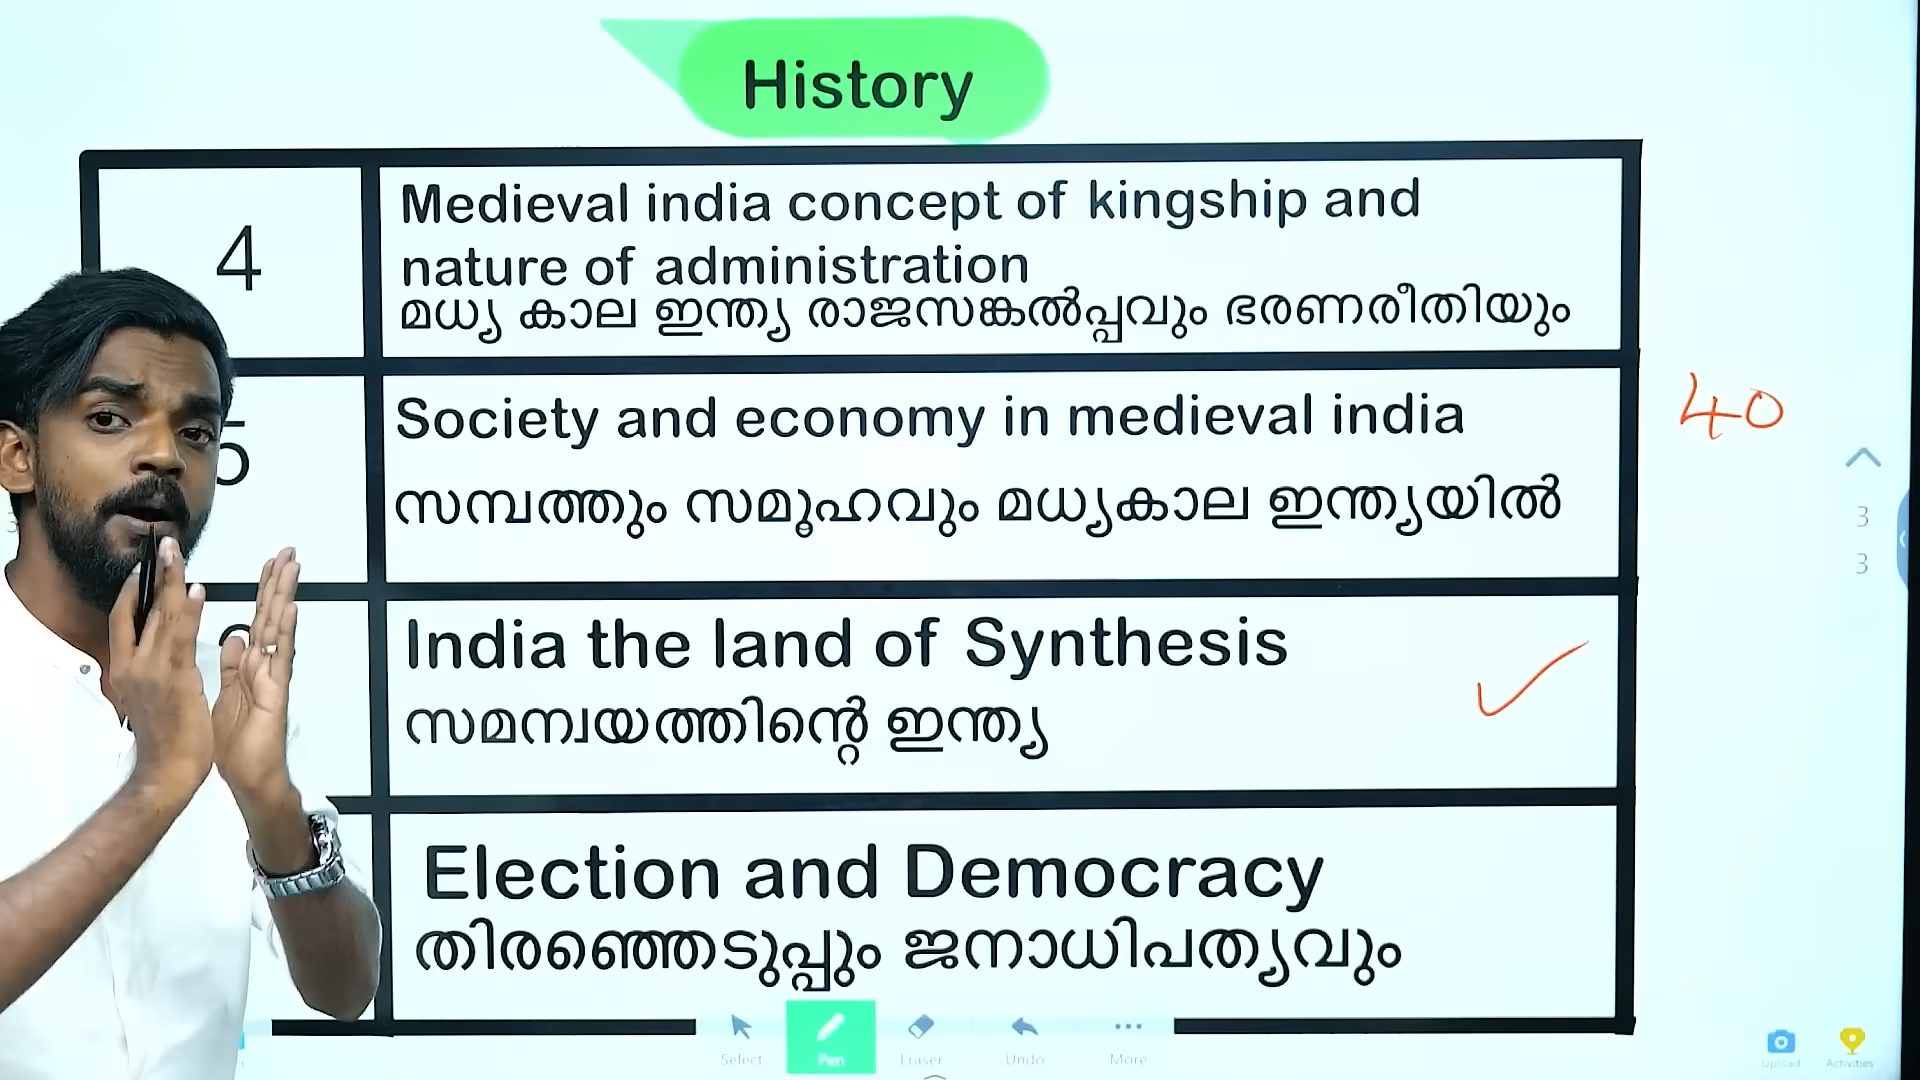 History
4
Medieval india concept of kingship and
nature of administration
മധ്യ കാല ഇന്ത്യ രാജസങ്കൽപ്പവും ഭരണരീതിയും
5
Society and economy in medieval india
സമ്പത്തും സമൂഹവും മധ്യകാല ഇന്ത്യയിൽ
40
3
3
India the land of Synthesis
സമന്വയത്തിന്റെ ഇന്ത്യ
Election and Democracy
തിരഞ്ഞെടുപ്പും ജനാധിപത്യവും
Select Pen Eraser Undo More
Upload Activities